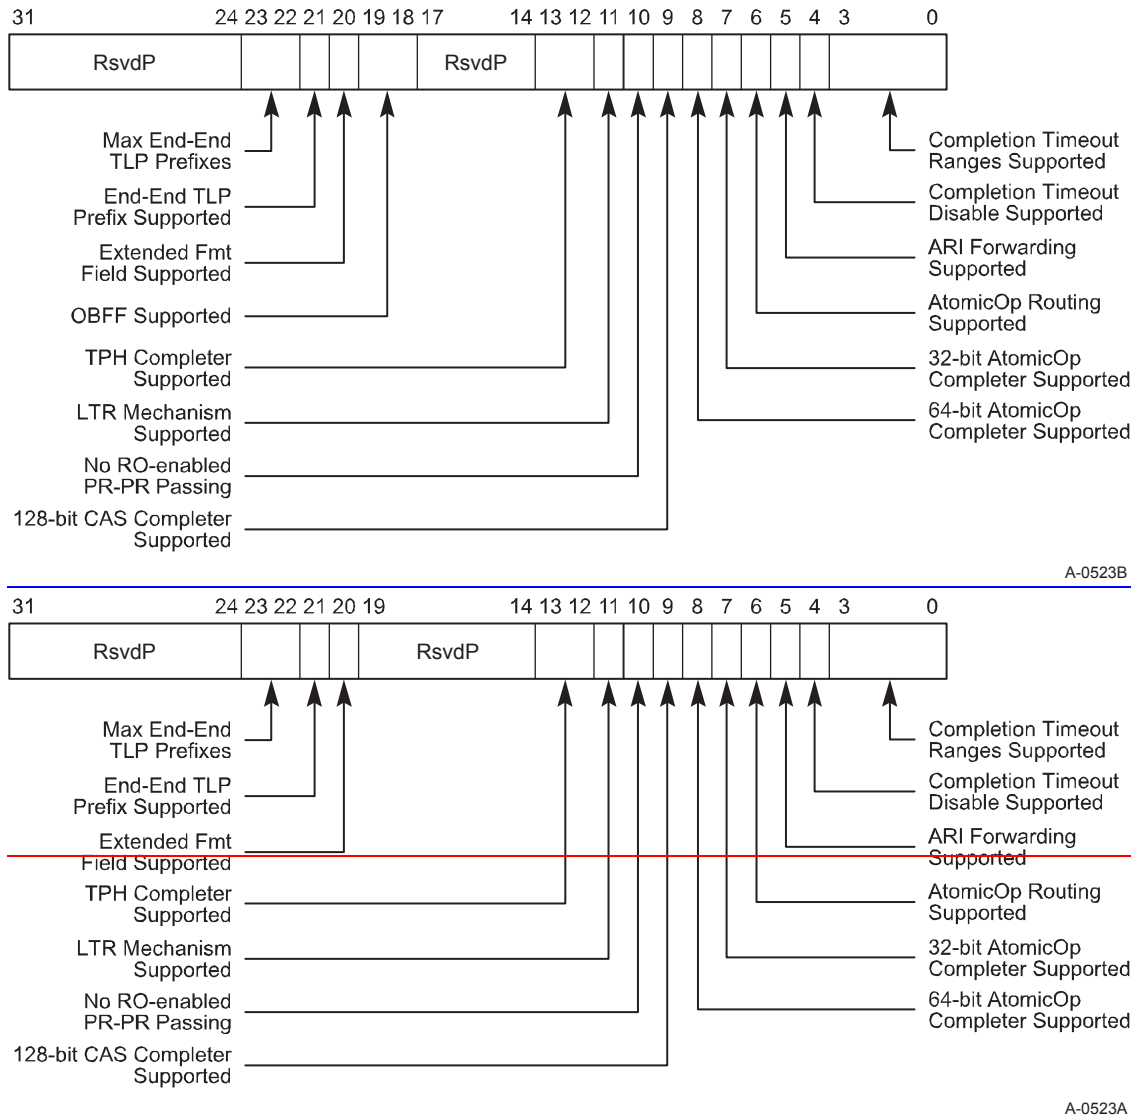 31 24 23 22 21 20 19 18 17 14 13 12 11 10 9 8 7 6 5 4 3 0
RsvdP RsvdP
Max End-End
TLP Prefixes
End-End TLP
Prefix Supported
Extended Fmt
Field Supported
OBFF Supported
TPH Completer
Supported
LTR Mechanism
Supported
No RO-enabled
PR-PR Passing
128-bit CAS Completer
Supported
Completion Timeout
Ranges Supported
Completion Timeout
Disable Supported
ARI Forwarding
Supported
AtomicOp Routing
Supported
32-bit AtomicOp
Completer Supported
64-bit AtomicOp
Completer Supported
A-0523B
31 24 23 22 21 20 19 14 13 12 11 10 9 8 7 6 5 4 3 0
RsvdP RsvdP
Max End-End
TLP Prefixes
End-End TLP
Prefix Supported
Extended Fmt
Field Supported
TPH Completer
Supported
LTR Mechanism
Supported
No RO-enabled
PR-PR Passing
128-bit CAS Completer
Supported
Completion Timeout
Ranges Supported
Completion Timeout
Disable Supported
ARI Forwarding
Supported
AtomicOp Routing
Supported
32-bit AtomicOp
Completer Supported
64-bit AtomicOp
Completer Supported
A-0523A